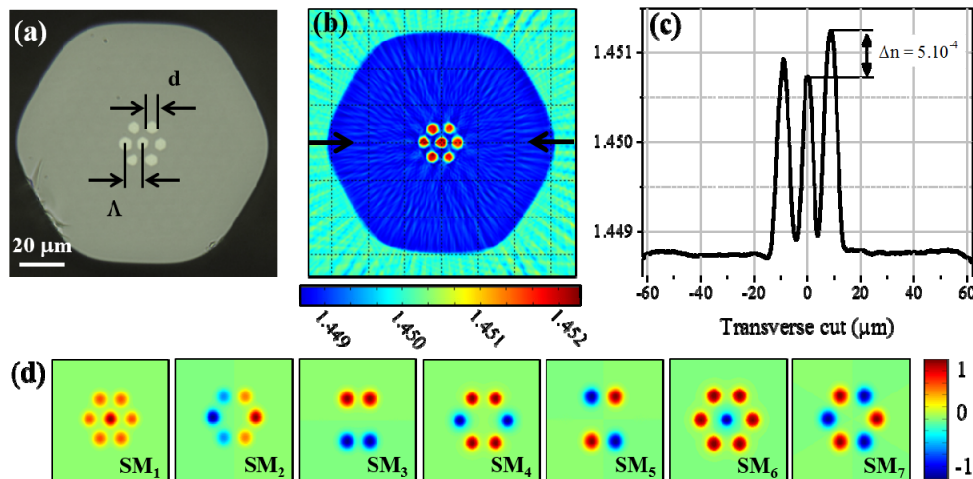 (a)
d
Λ
20 μm
(b)
1.449
1.450
1.451
1.452
(c)
1.451
1.450
1.449
Δn = 5.10⁻⁴
-60 -40 -20 0 20 40 60
Transverse cut (μm)
(d)
SM₁ SM₂ SM₃ SM₄ SM₅ SM₆ SM₇
1
0
-1